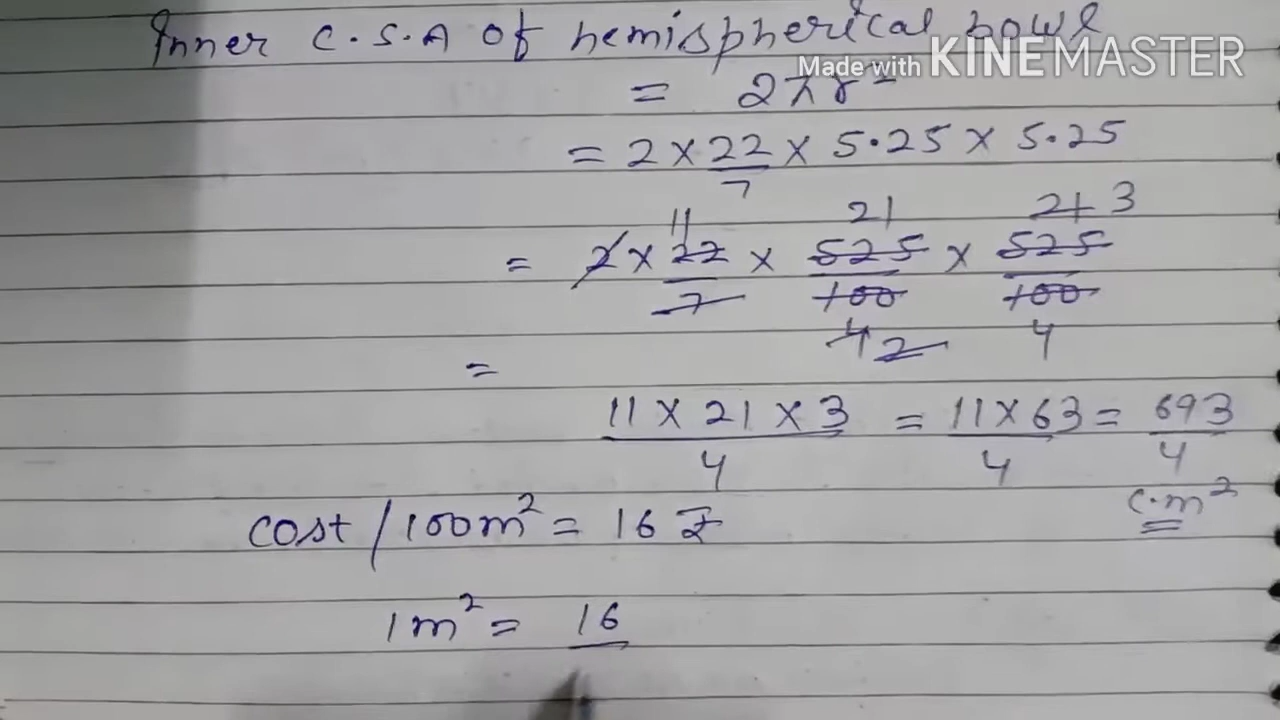 Inner C.S.A of hemispherical bowl
Made with KINEMASTER
= 2πr²
= 2 × 22/7 × 5.25 × 5.25
11 21 21 3
= 2 × 22/7 × 525/100 × 525/100
4 2 4
=
11 × 21 × 3 / 4 = 11 × 63 / 4 = 693 / 4
c.m²
cost / 100m² = 16 ₹
1m² = 16